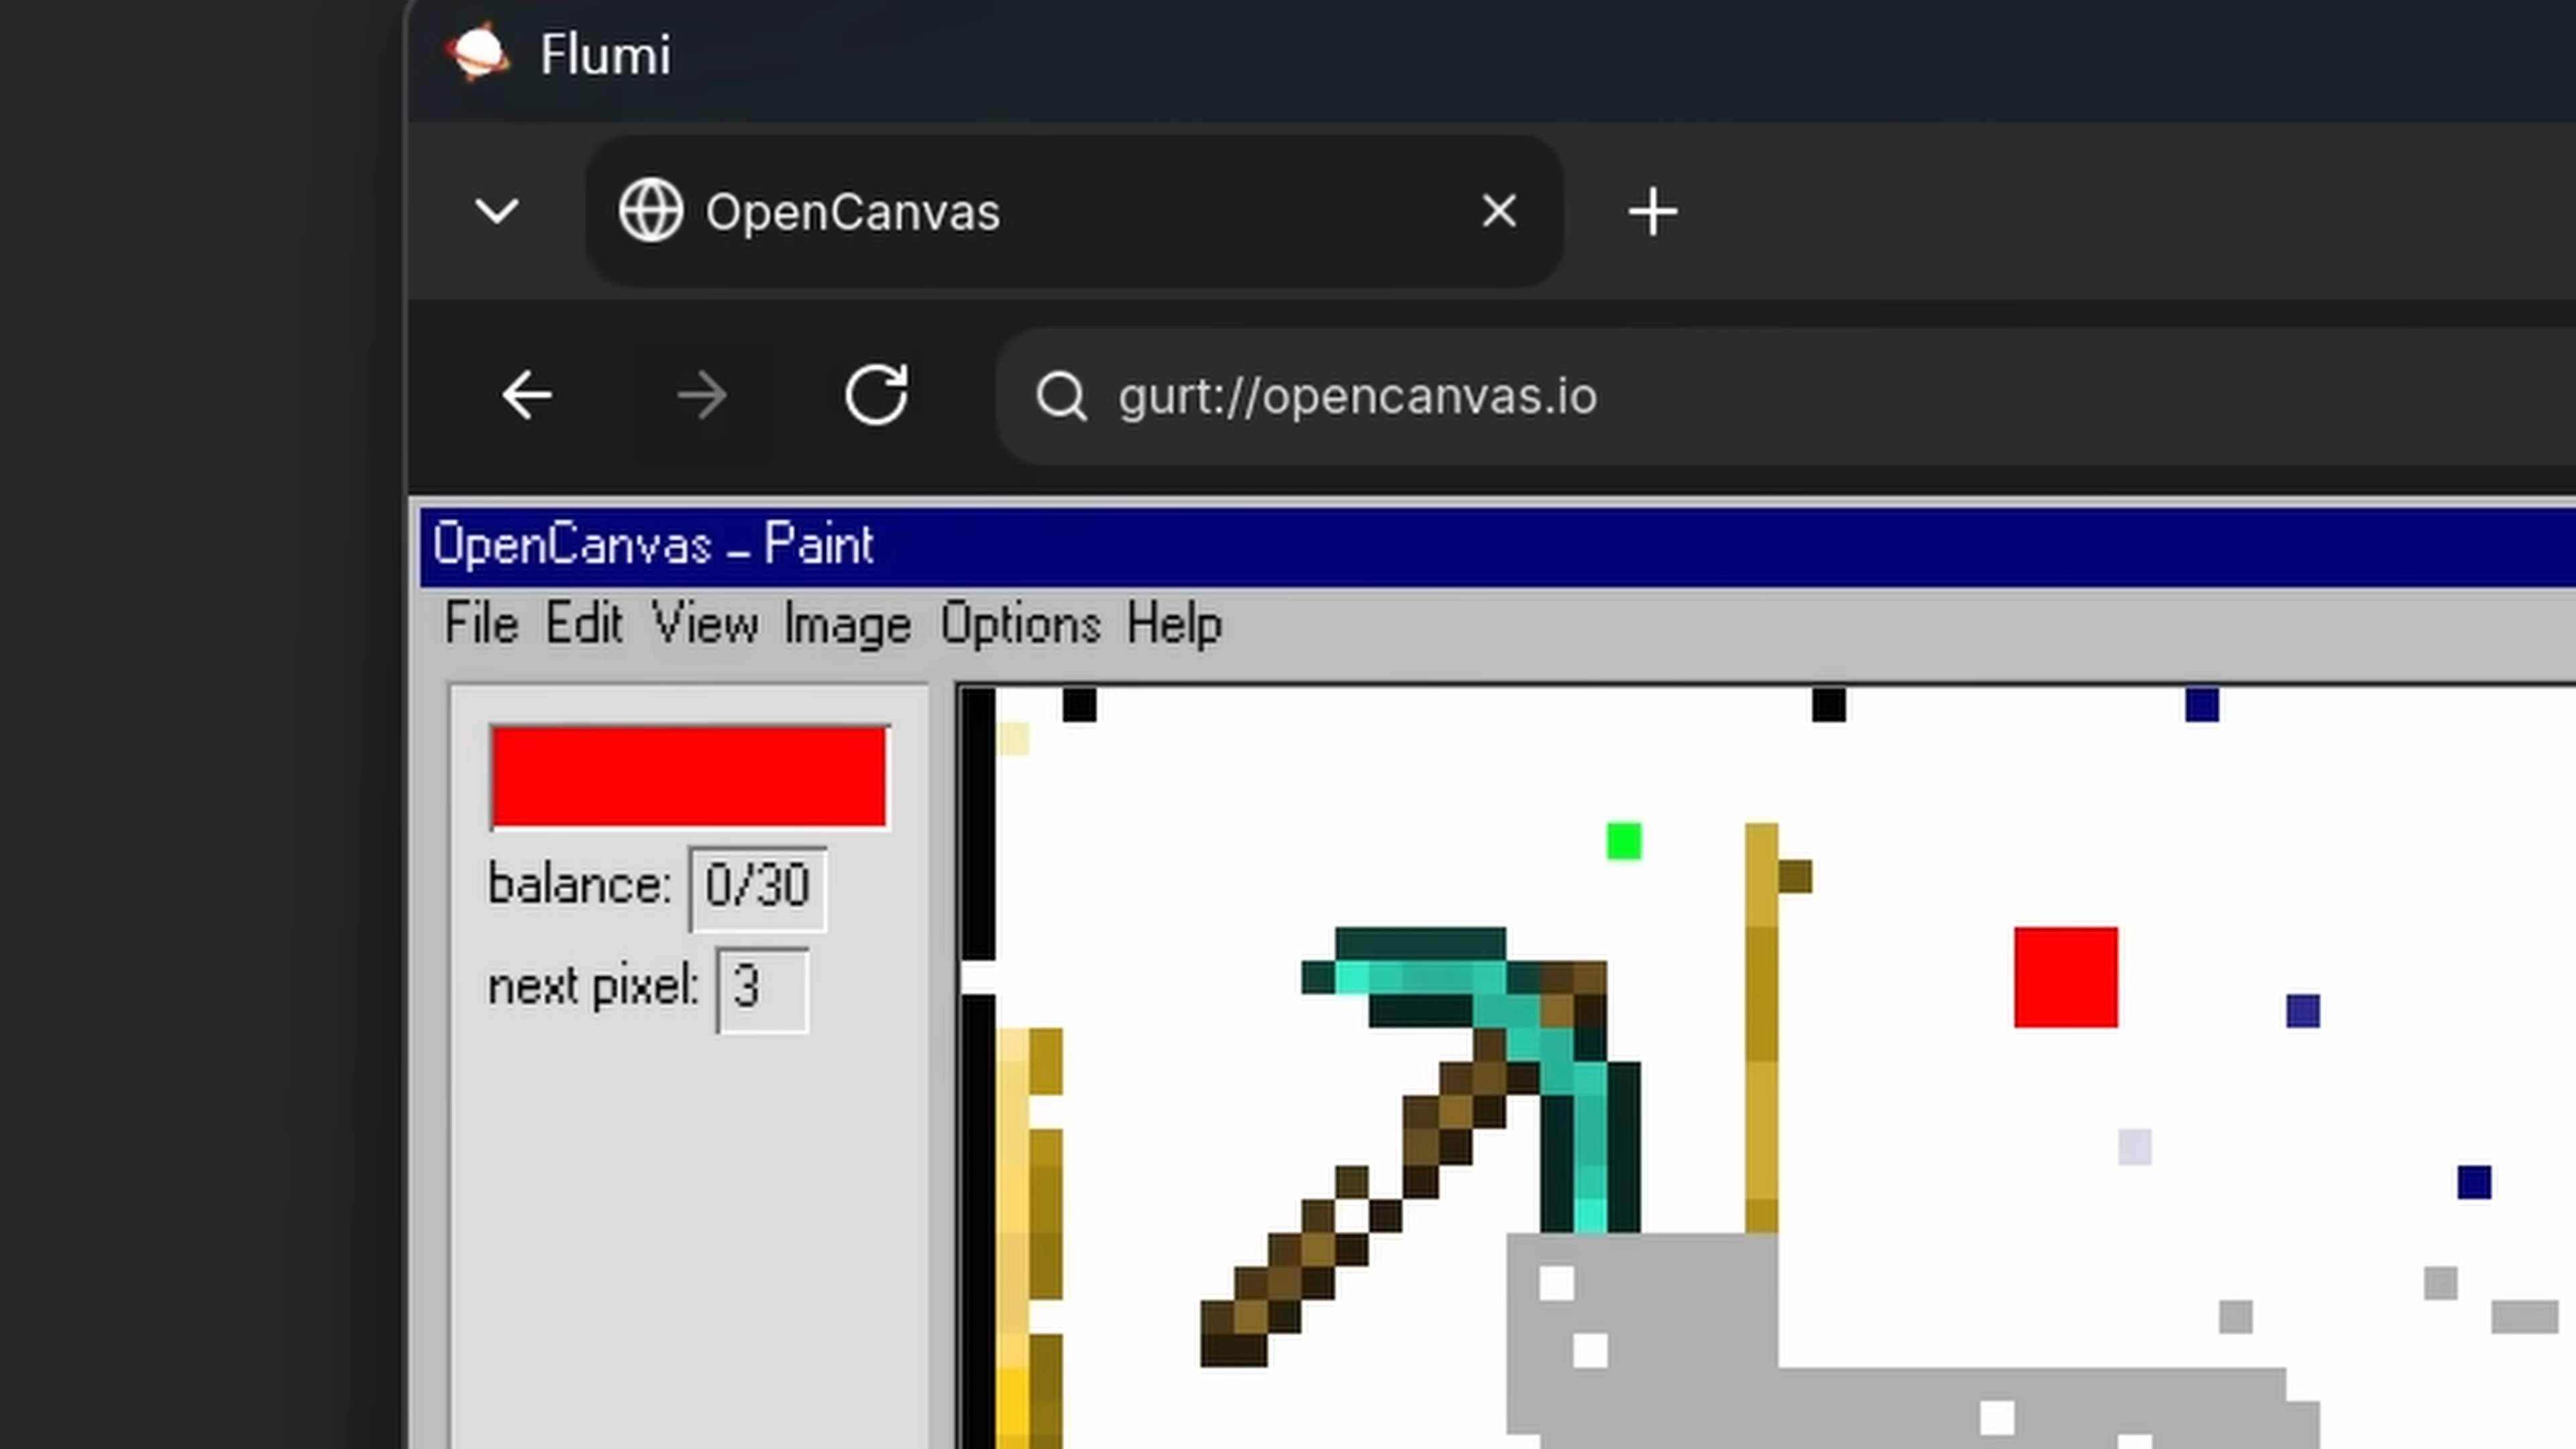 Flumi
OpenCanvas
gurt://opencanvas.io
OpenCanvas - Paint
File Edit View Image Options Help
balance: 0/30
next pixel: 3